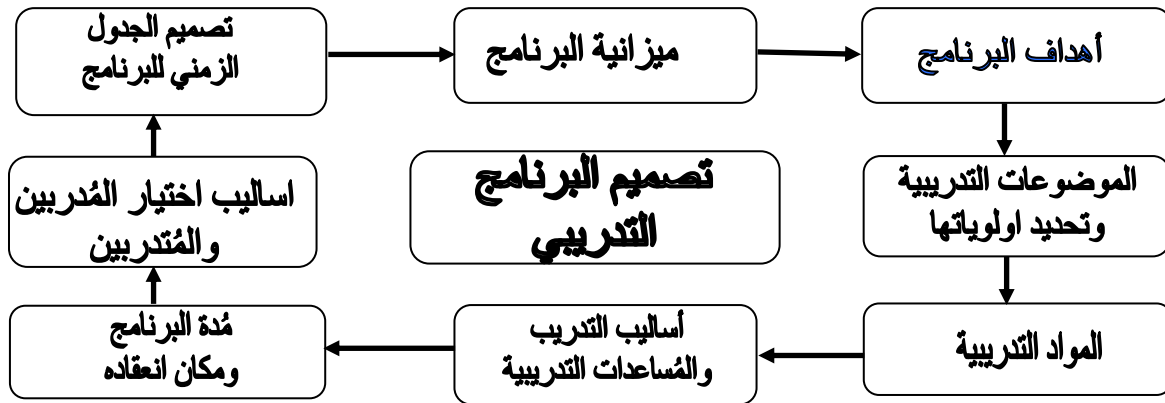 أهداف البرنامج
ميزانية البرنامج
تصميم الجدول
الزمني للبرنامج
تصميم البرنامج
التدريبي
الموضوعات التدريبية
وتحديد اولوياتها
اساليب اختيار المُدربين
والمُتدربين
المواد التدريبية
أساليب التدريب
والمُساعدات التدريبية
مُدة البرنامج
ومكان انعقاده